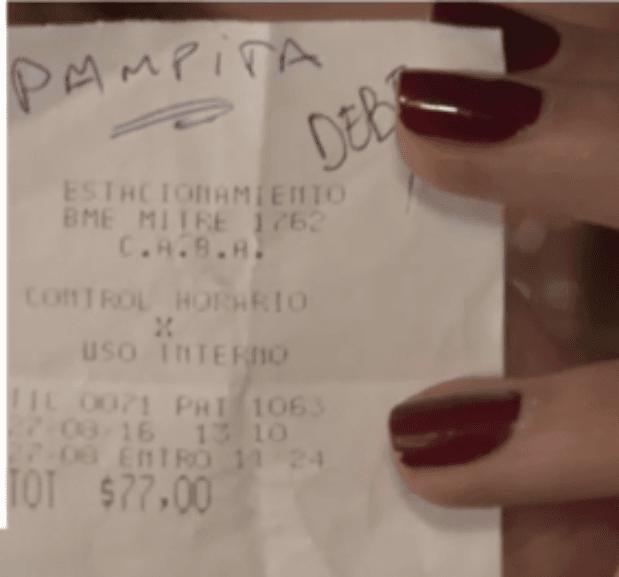 PAMPITA
DEB
ESTACIONAMIENTO
BME MITRE 1762
C.A.B.A.
CONTROL HORARIO
X
USO INTERNO
0071 PAT 1063
27-08-16 13 10
27-08 ENTRO 11 24
TOT $77,00